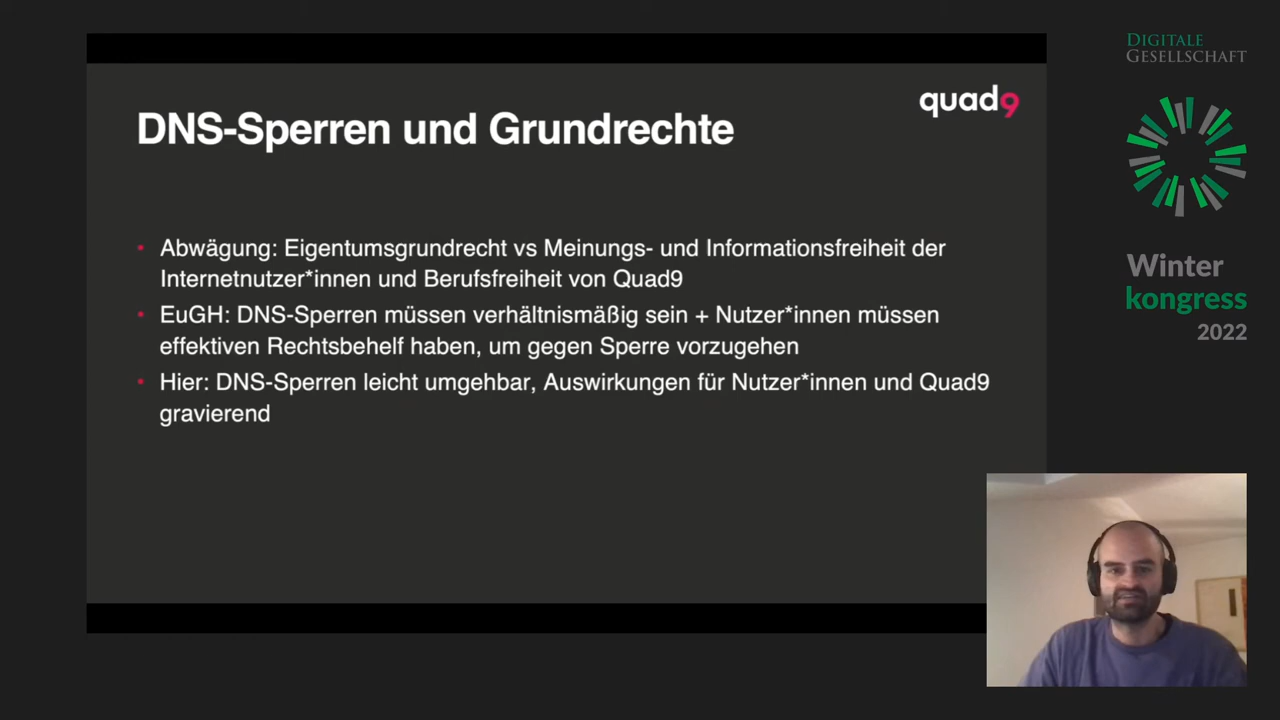 quad9
DNS-Sperren und Grundrechte
• Abwägung: Eigentumsgrundrecht vs Meinungs- und Informationsfreiheit der
Internetnutzer*innen und Berufsfreiheit von Quad9
• EuGH: DNS-Sperren müssen verhältnismäßig sein + Nutzer*innen müssen
effektiven Rechtsbehelf haben, um gegen Sperre vorzugehen
• Hier: DNS-Sperren leicht umgehbar, Auswirkungen für Nutzer*innen und Quad9
gravierend
DIGITALE
GESELLSCHAFT
Winter
kongress
2022